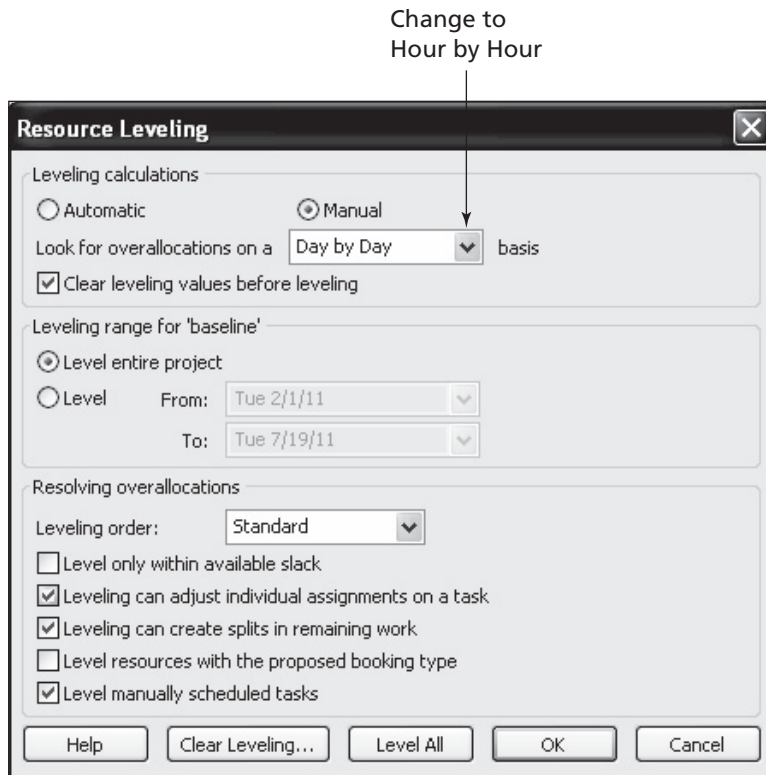 Change to
Hour by Hour
Resource Leveling
Leveling calculations
Automatic Manual
Look for overallocations on a Day by Day basis
Clear leveling values before leveling
Leveling range for 'baseline'
Level entire project
Level From: Tue 2/1/11
To: Tue 7/19/11
Resolving overallocations
Leveling order: Standard
Level only within available slack
Leveling can adjust individual assignments on a task
Leveling can create splits in remaining work
Level resources with the proposed booking type
Level manually scheduled tasks
Help Clear Leveling... Level All OK Cancel